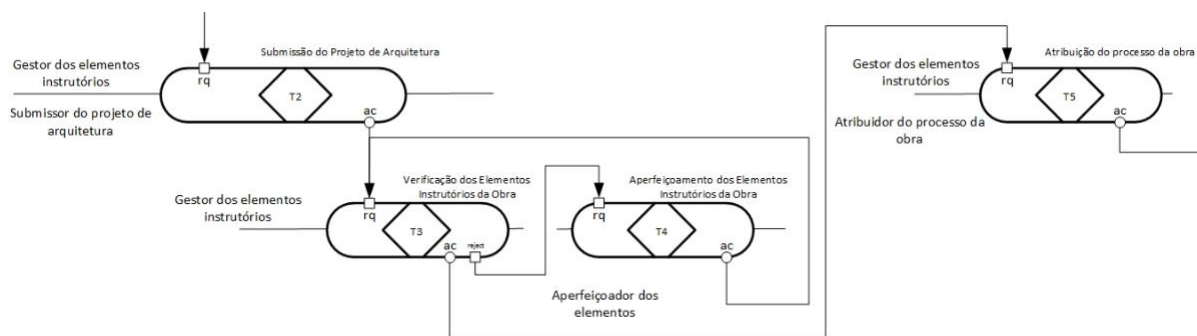 Submissão do Projeto de Arquitetura
Gestor dos elementos
instrutórios
rq
T2
ac
Submissor do projeto de
arquitetura
Gestor dos elementos
instrutórios
Verificação dos Elementos
Instrutórios da Obra
rq
T3
ac
reject
Aperfeiçoamento dos Elementos
Instrutórios da Obra
rq
T4
ac
Aperfeiçoador dos
elementos
Atribuição do processo da obra
Gestor dos elementos
instrutórios
rq
T5
ac
Atribuidor do processo da
obra